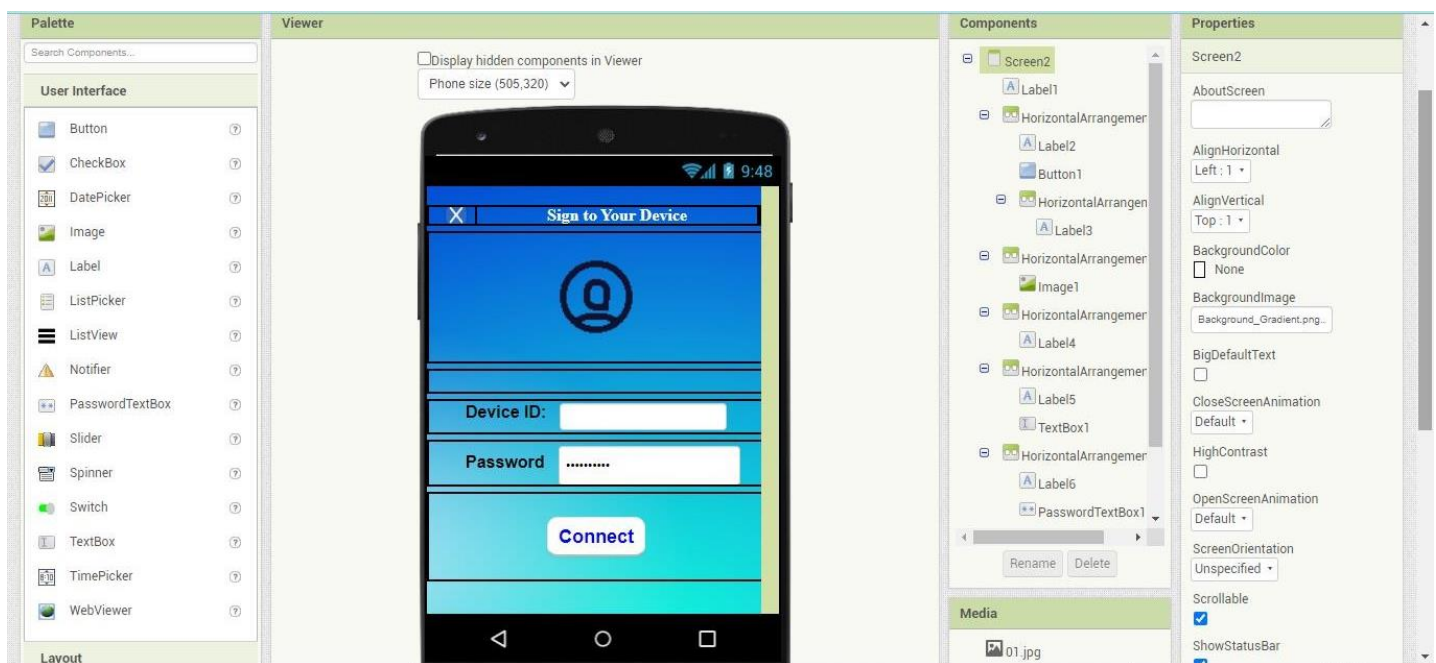 Palette
Search Components...
User Interface
Button
CheckBox
DatePicker
Image
Label
ListPicker
ListView
Notifier
PasswordTextBox
Slider
Spinner
Switch
TextBox
TimePicker
WebViewer
Layout
Viewer
Display hidden components in Viewer
Phone size (505,320)
9:48
X Sign to Your Device
Device ID:
Password ••••••••••
Connect
Components
Screen2
Label1
HorizontalArrangemer
Label2
Button1
HorizontalArrangen
Label3
HorizontalArrangemer
Image1
HorizontalArrangemer
Label4
HorizontalArrangemer
Label5
TextBox1
HorizontalArrangemer
Label6
PasswordTextBox1
Rename Delete
Media
01.jpg
Properties
Screen2
AboutScreen
AlignHorizontal
Left : 1
AlignVertical
Top : 1
BackgroundColor
None
BackgroundImage
Background_Gradient.png...
BigDefaultText
CloseScreenAnimation
Default
HighContrast
OpenScreenAnimation
Default
ScreenOrientation
Unspecified
Scrollable
ShowStatusBar